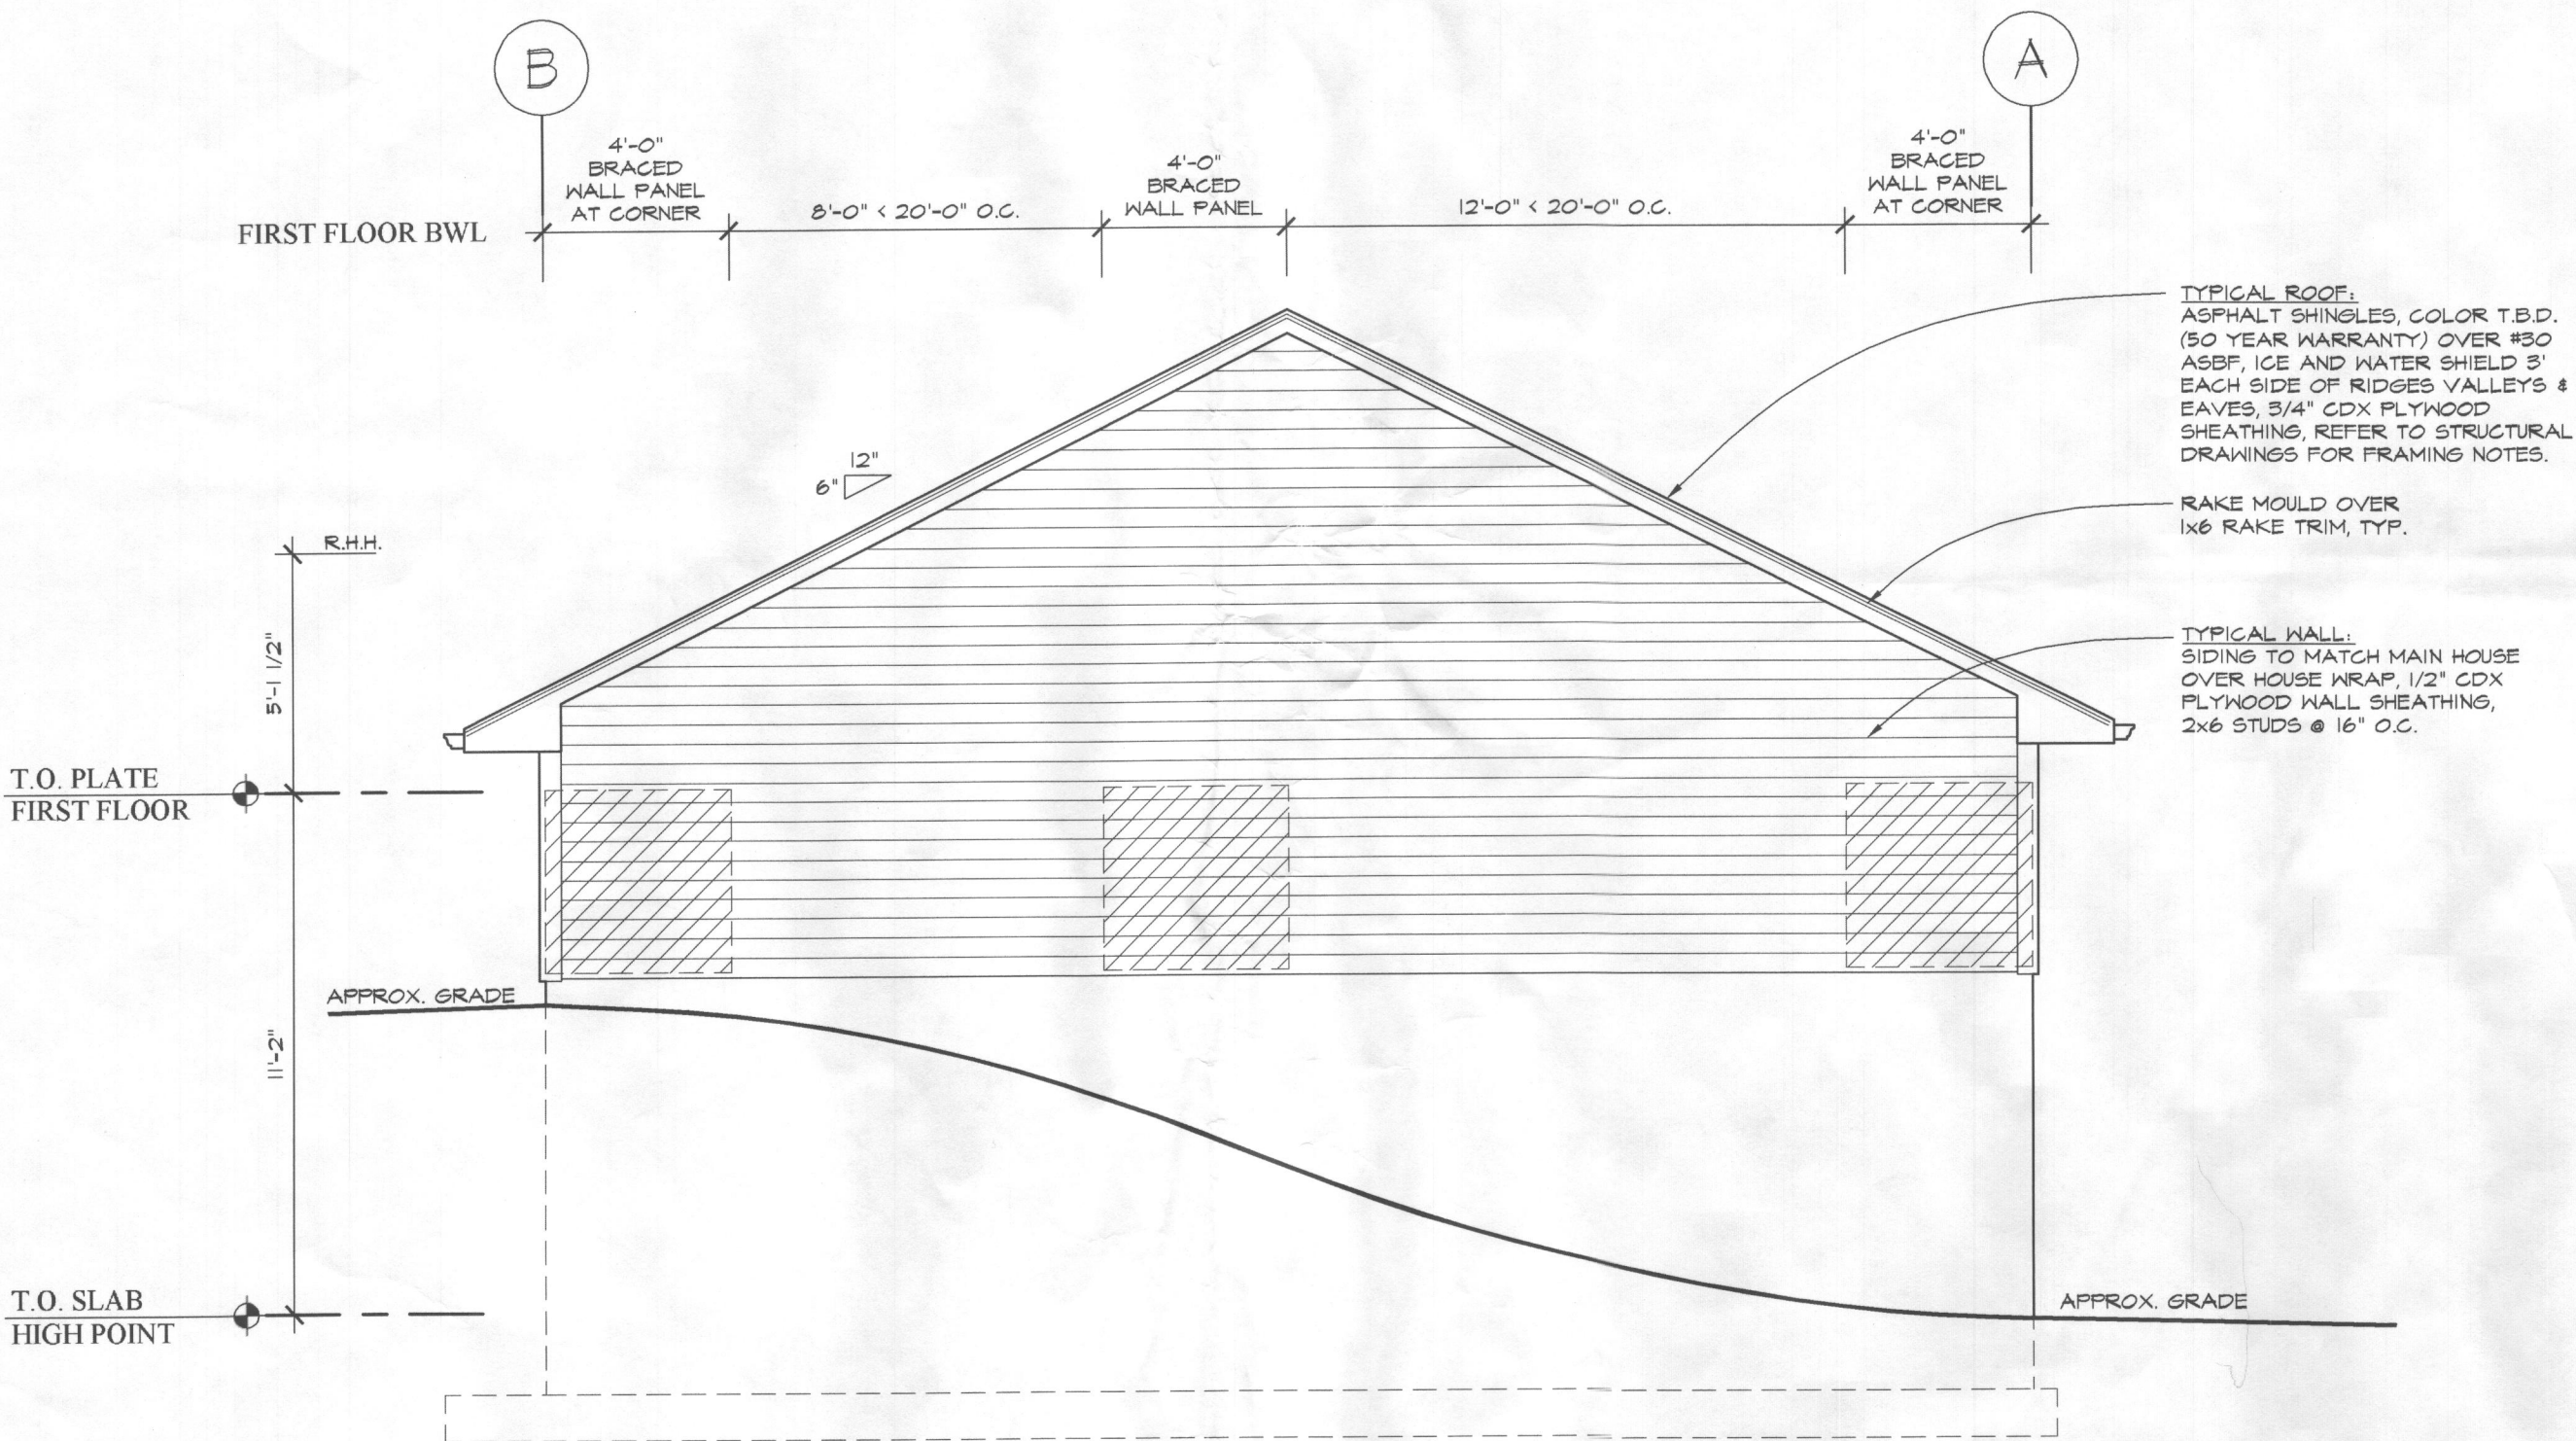 B
A
4'-0"
BRACED
WALL PANEL
AT CORNER
8'-0" < 20'-0" O.C.
4'-0"
BRACED
WALL PANEL
12'-0" < 20'-0" O.C.
4'-0"
BRACED
WALL PANEL
AT CORNER
FIRST FLOOR BWL
TYPICAL ROOF:
ASPHALT SHINGLES, COLOR T.B.D.
(50 YEAR WARRANTY) OVER #30
ASBF, ICE AND WATER SHIELD 3'
EACH SIDE OF RIDGES VALLEYS &
EAVES, 3/4" CDX PLYWOOD
SHEATHING, REFER TO STRUCTURAL
DRAWINGS FOR FRAMING NOTES.
12"
6"
RAKE MOULD OVER
1x6 RAKE TRIM, TYP.
R.H.H.
5'-1 1/2"
TYPICAL WALL:
SIDING TO MATCH MAIN HOUSE
OVER HOUSE WRAP, 1/2" CDX
PLYWOOD WALL SHEATHING,
2x6 STUDS @ 16" O.C.
T.O. PLATE
FIRST FLOOR
APPROX. GRADE
11'-2"
T.O. SLAB
HIGH POINT
APPROX. GRADE